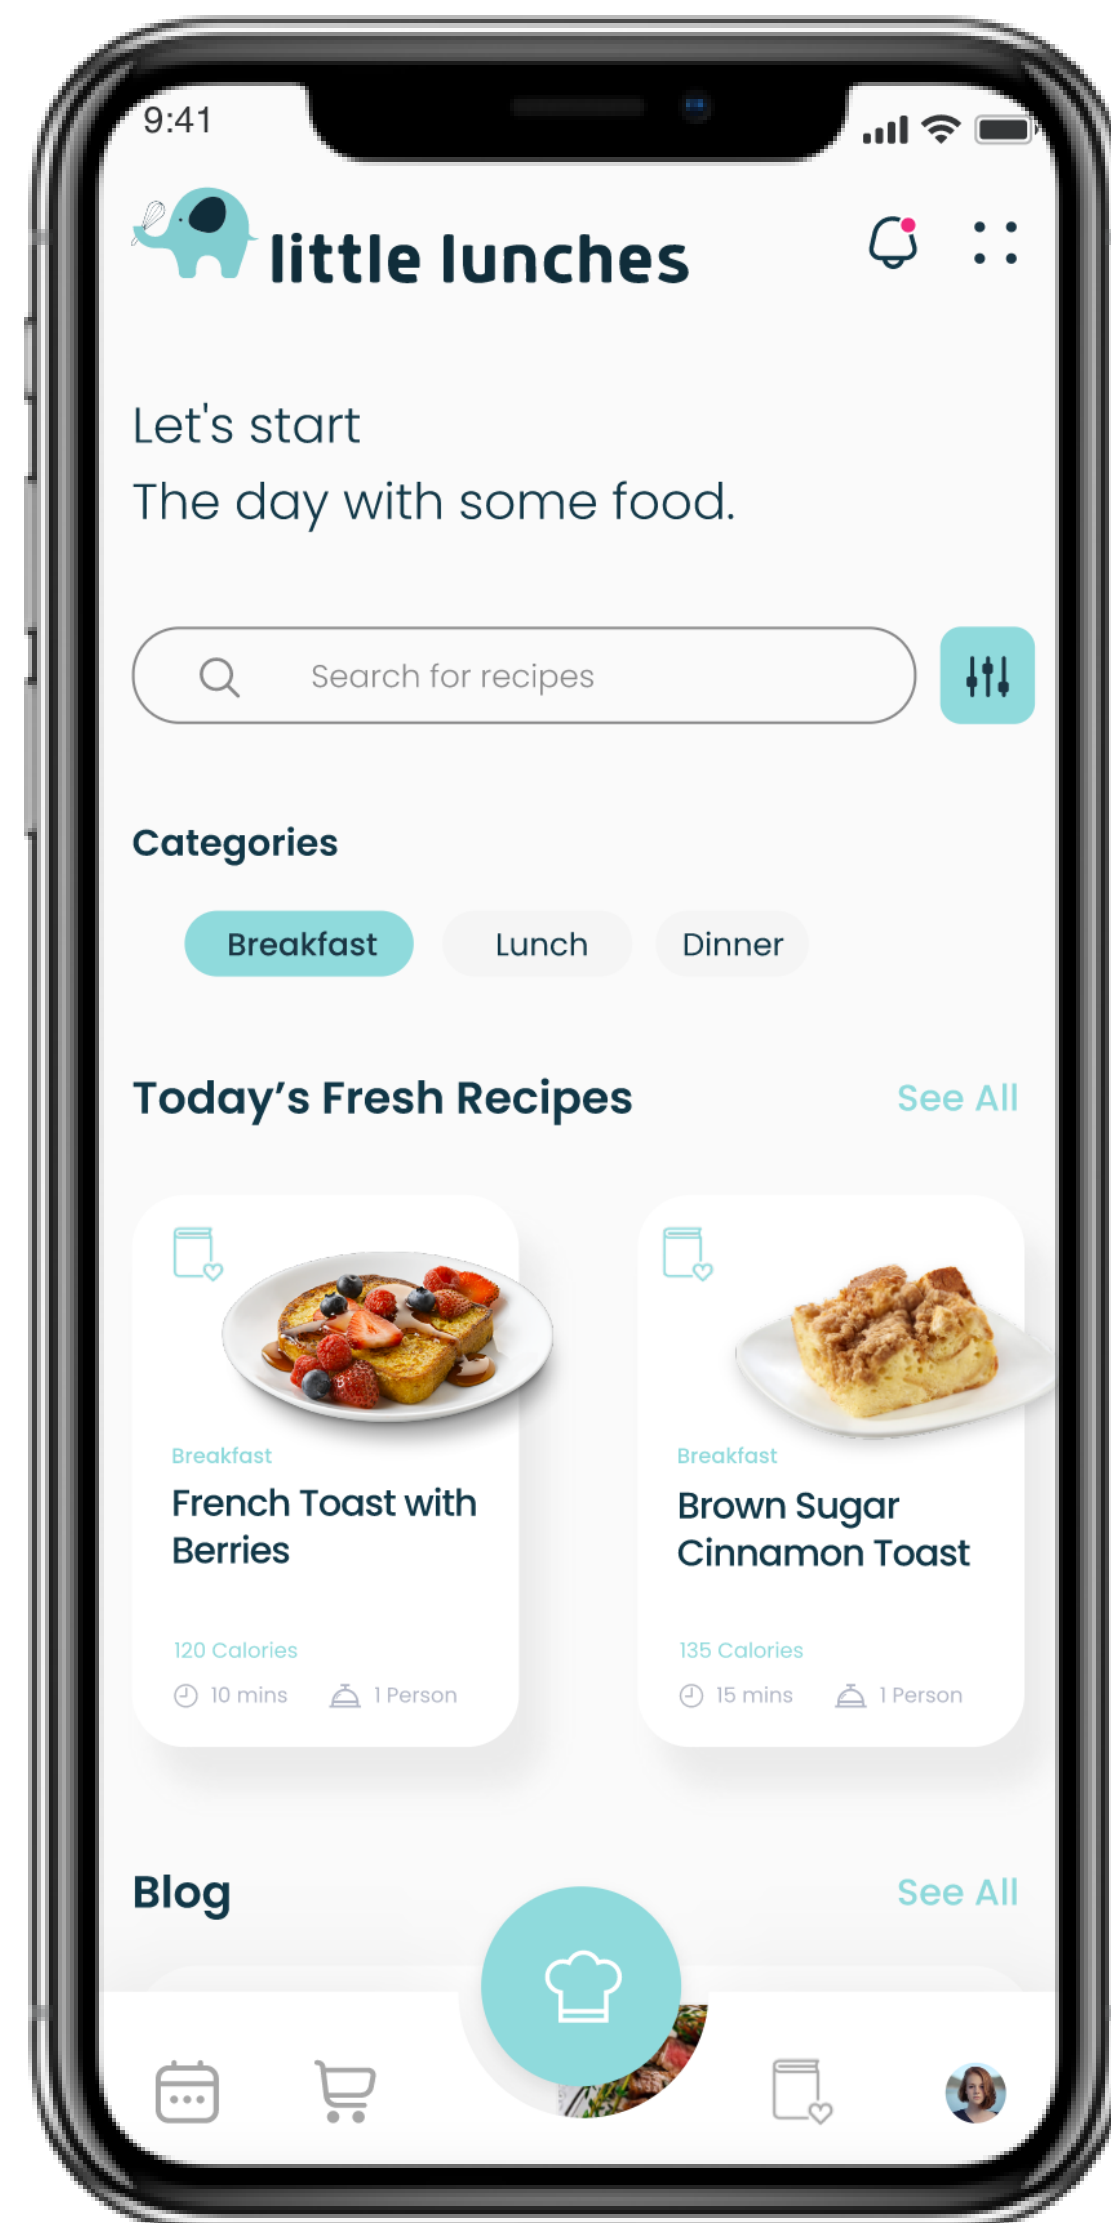 9:41
little lunches
Let's start
The day with some food.
Search for recipes
Categories
Breakfast
Lunch
Dinner
Today’s Fresh Recipes
See All
Breakfast
French Toast with
Berries
120 Calories
10 mins
1 Person
Breakfast
Brown Sugar
Cinnamon Toast
135 Calories
15 mins
1 Person
Blog
See All